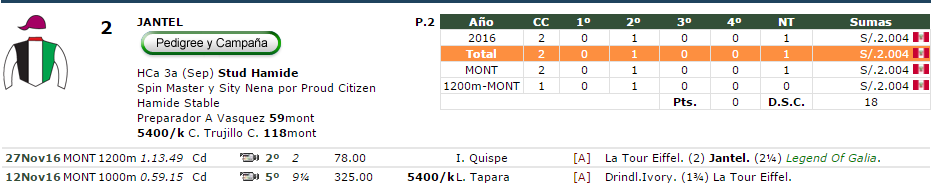 2 JANTEL P.2
Pedigree y Campaña
HCa 3a (Sep) Stud Hamide
Spin Master y Sity Nena por Proud Citizen
Hamide Stable
Preparador A Vasquez 59mont
5400/k C. Trujillo C. 118mont
Año CC 1º 2º 3º 4º NT Sumas
2016 2 0 1 0 0 1 S/.2.004
Total 2 0 1 0 0 1 S/.2.004
MONT 2 0 1 0 0 1 S/.2.004
1200m-MONT 1 0 1 0 0 0 S/.2.004
Pts. 0 D.S.C. 18
27Nov16 MONT 1200m 1.13.49 Cd 2º 2 78.00 I. Quispe [A] La Tour Eiffel. (2) Jantel. (2¼) Legend Of Galia.
12Nov16 MONT 1000m 0.59.15 Cd 5º 9¼ 325.00 5400/k L. Tapara [A] Drindl.Ivory. (1¾) La Tour Eiffel.